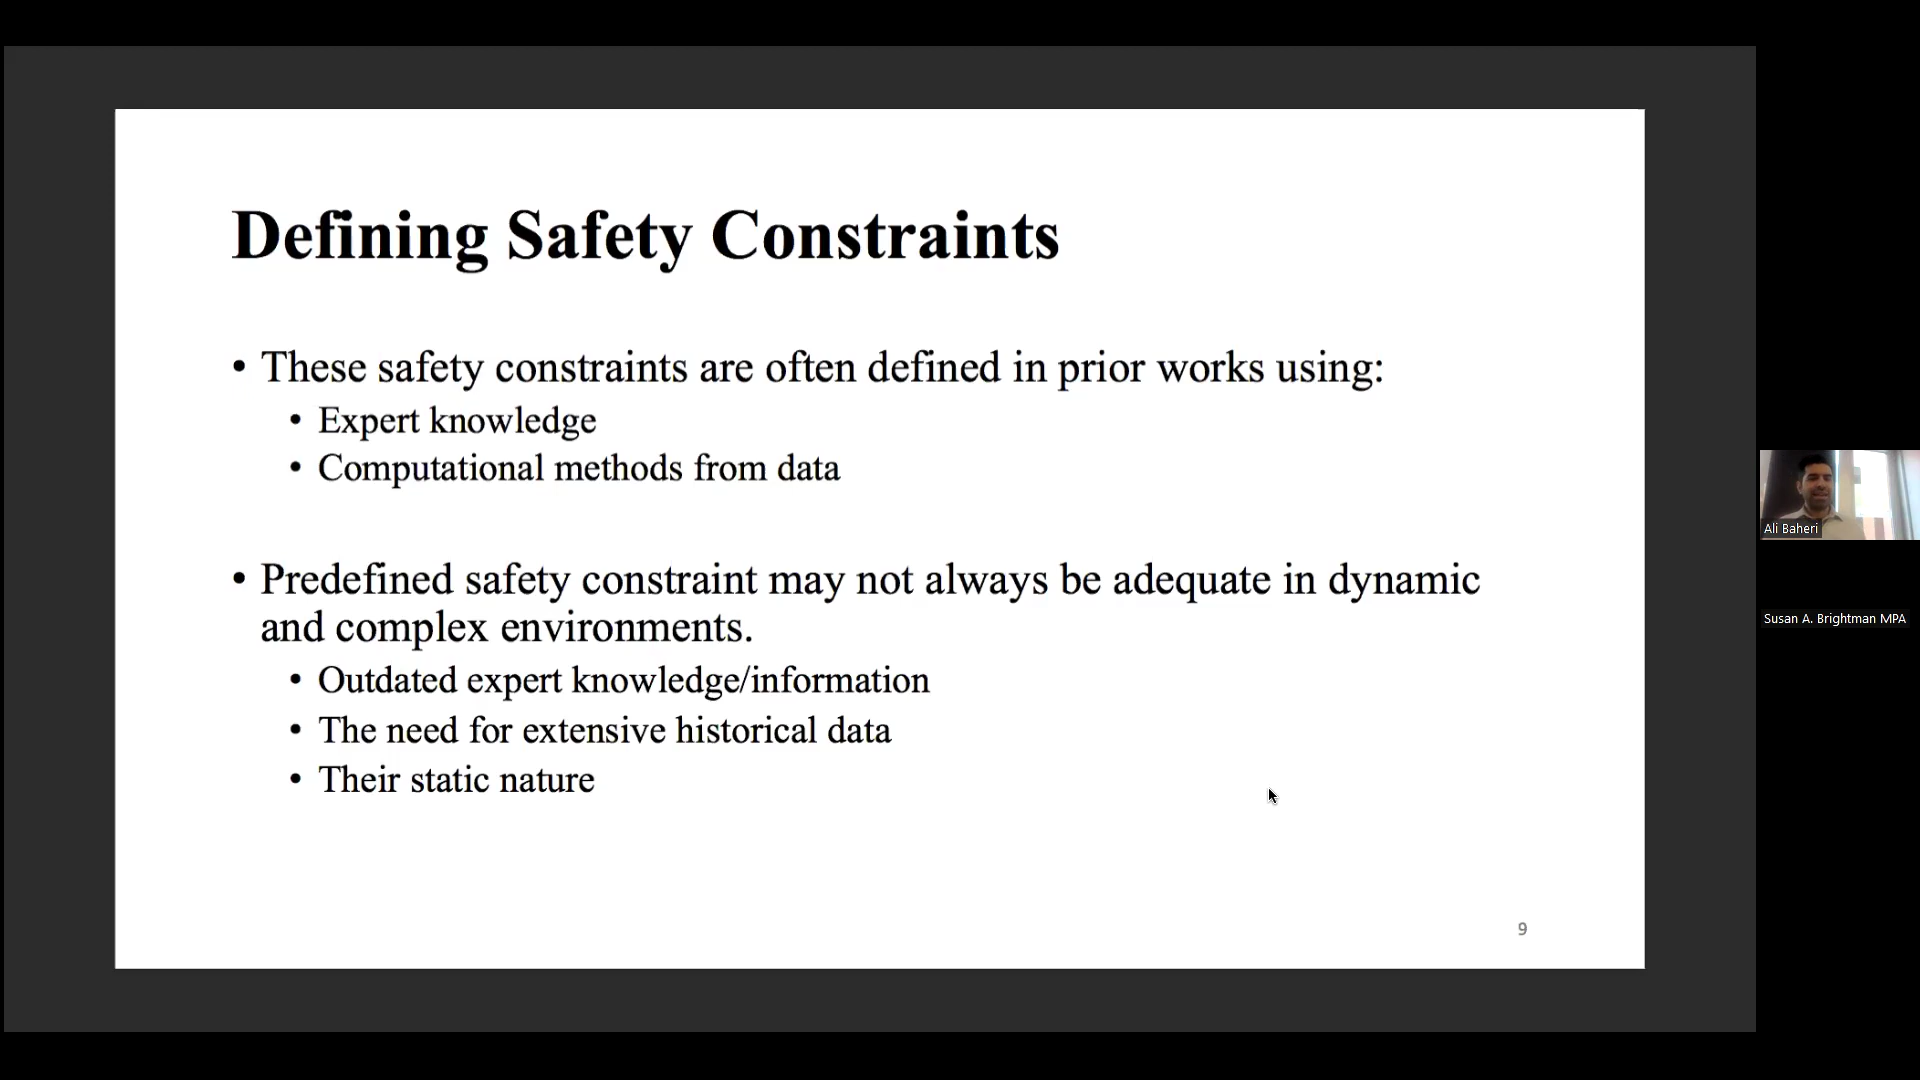 Defining Safety Constraints
• These safety constraints are often defined in prior works using:
• Expert knowledge
• Computational methods from data
• Predefined safety constraint may not always be adequate in dynamic
and complex environments.
• Outdated expert knowledge/information
• The need for extensive historical data
• Their static nature
9
Ali Baheri
Susan A. Brightman MPA